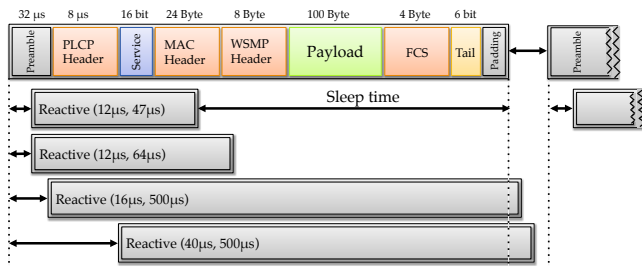 32 µs 8 µs 16 bit 24 Byte 8 Byte 100 Byte 4 Byte 6 bit
Preamble
PLCP
Header
Service
MAC
Header
WSMP
Header
Payload
FCS
Tail
Padding
Preamble
Reactive (12µs, 47µs)
Sleep time
Reactive (12µs, 64µs)
Reactive (16µs, 500µs)
Reactive (40µs, 500µs)